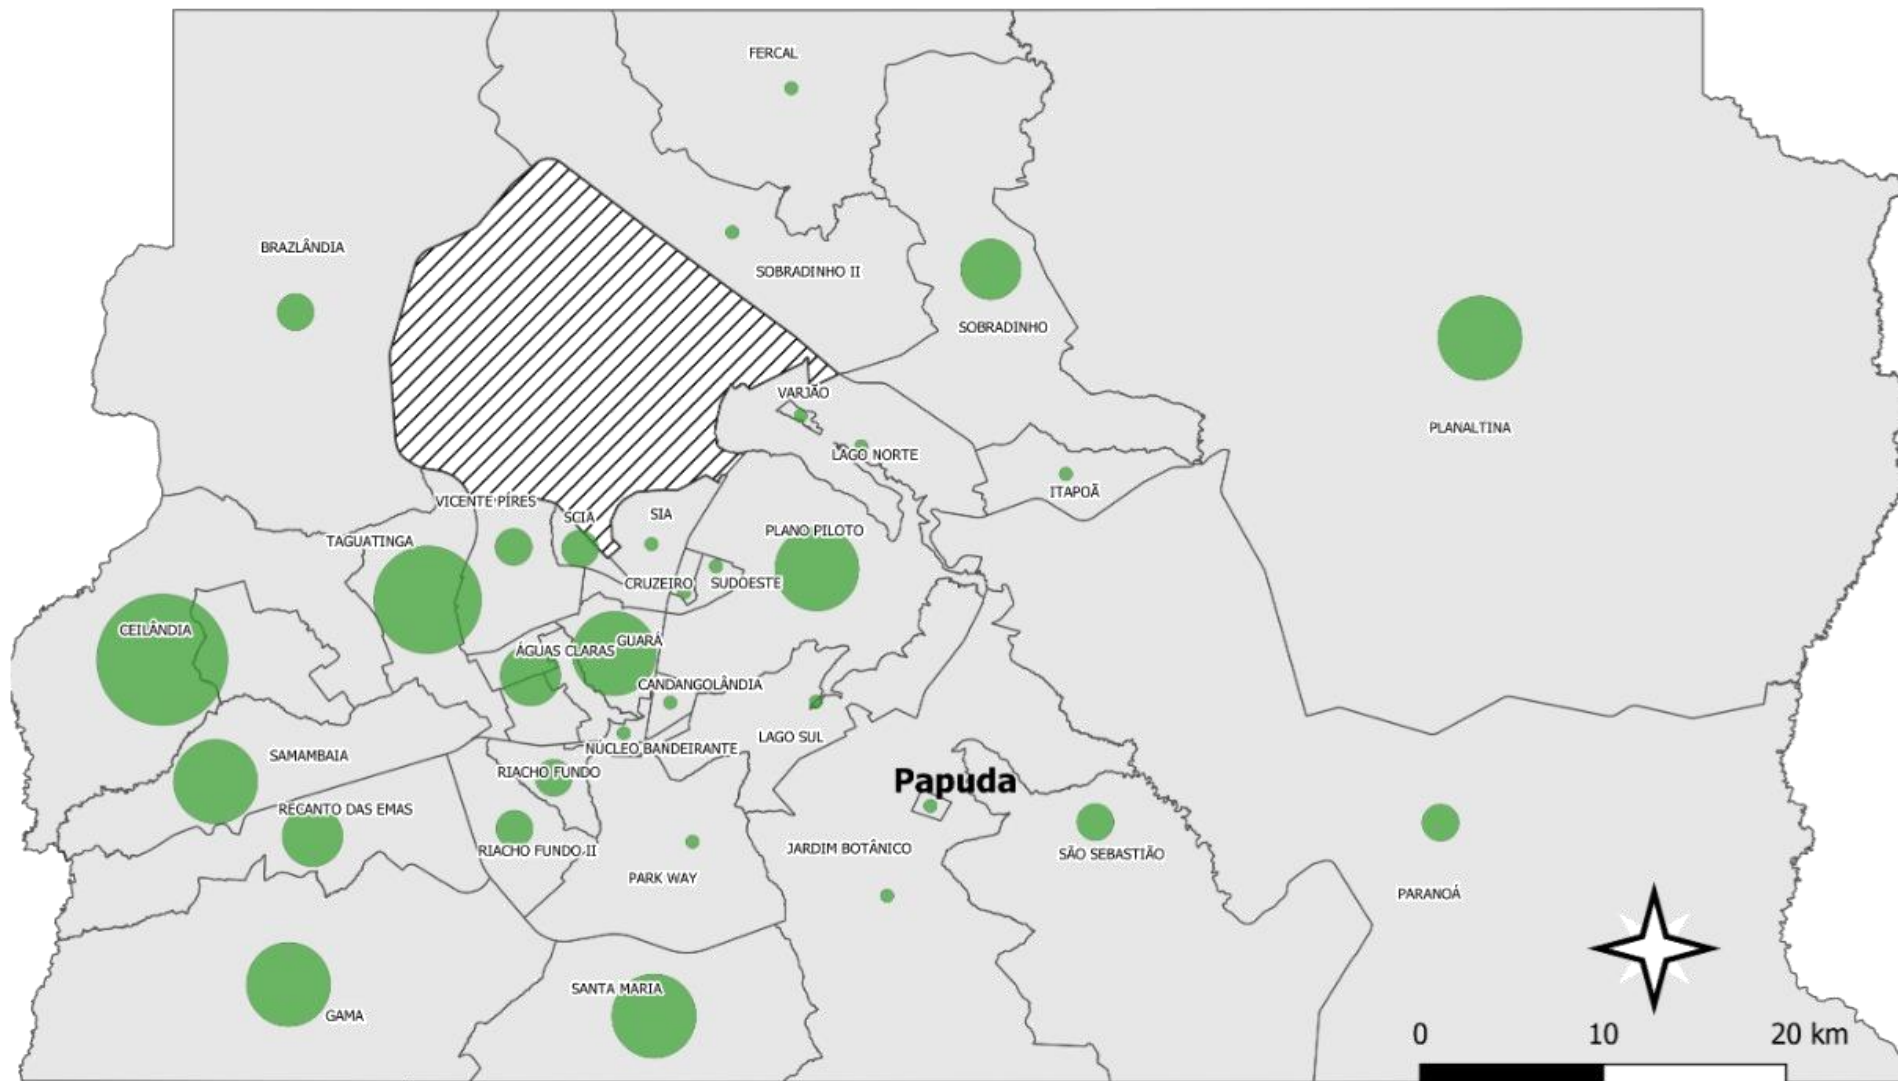 FERCAL
BRAZLÂNDIA
SOBRADINHO II
SOBRADINHO
VARJÃO
PLANALTINA
LAGO NORTE
ITAPOÃ
VICENTE PÍRES
SCIA
SIA
PLANO PILOTO
TAGUATINGA
CRUZEIRO
SUDOESTE
CEILÂNDIA
GUARÁ
ÁGUAS CLARAS
CANDANGOLÂNDIA
LAGO SUL
NÚCLEO BANDEIRANTE
SAMAMBAIA
RIACHO FUNDO
Papuda
RECANTO DAS EMAS
RIACHO FUNDO II
JARDIM BOTÂNICO
SÃO SEBASTIÃO
PARK WAY
PARANOÁ
SANTA MARIA
GAMA
0 10 20 km